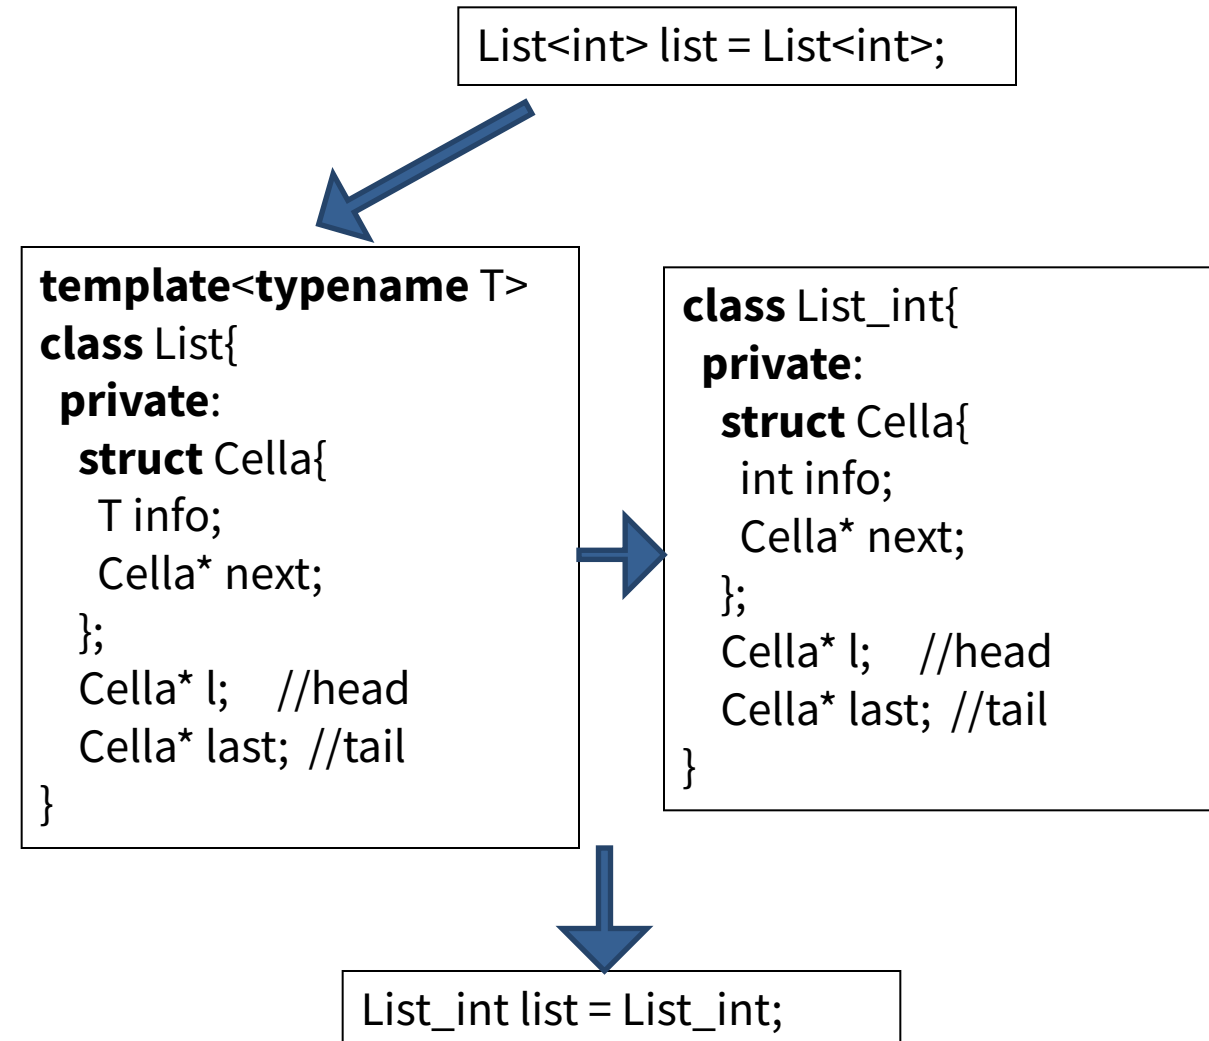 List<int> list = List<int>;
template<typename T>
class List{
private:
struct Cella{
T info;
Cella* next;
};
Cella* l; //head
Cella* last; //tail
}
class List_int{
private:
struct Cella{
int info;
Cella* next;
};
Cella* l; //head
Cella* last; //tail
}
List_int list = List_int;